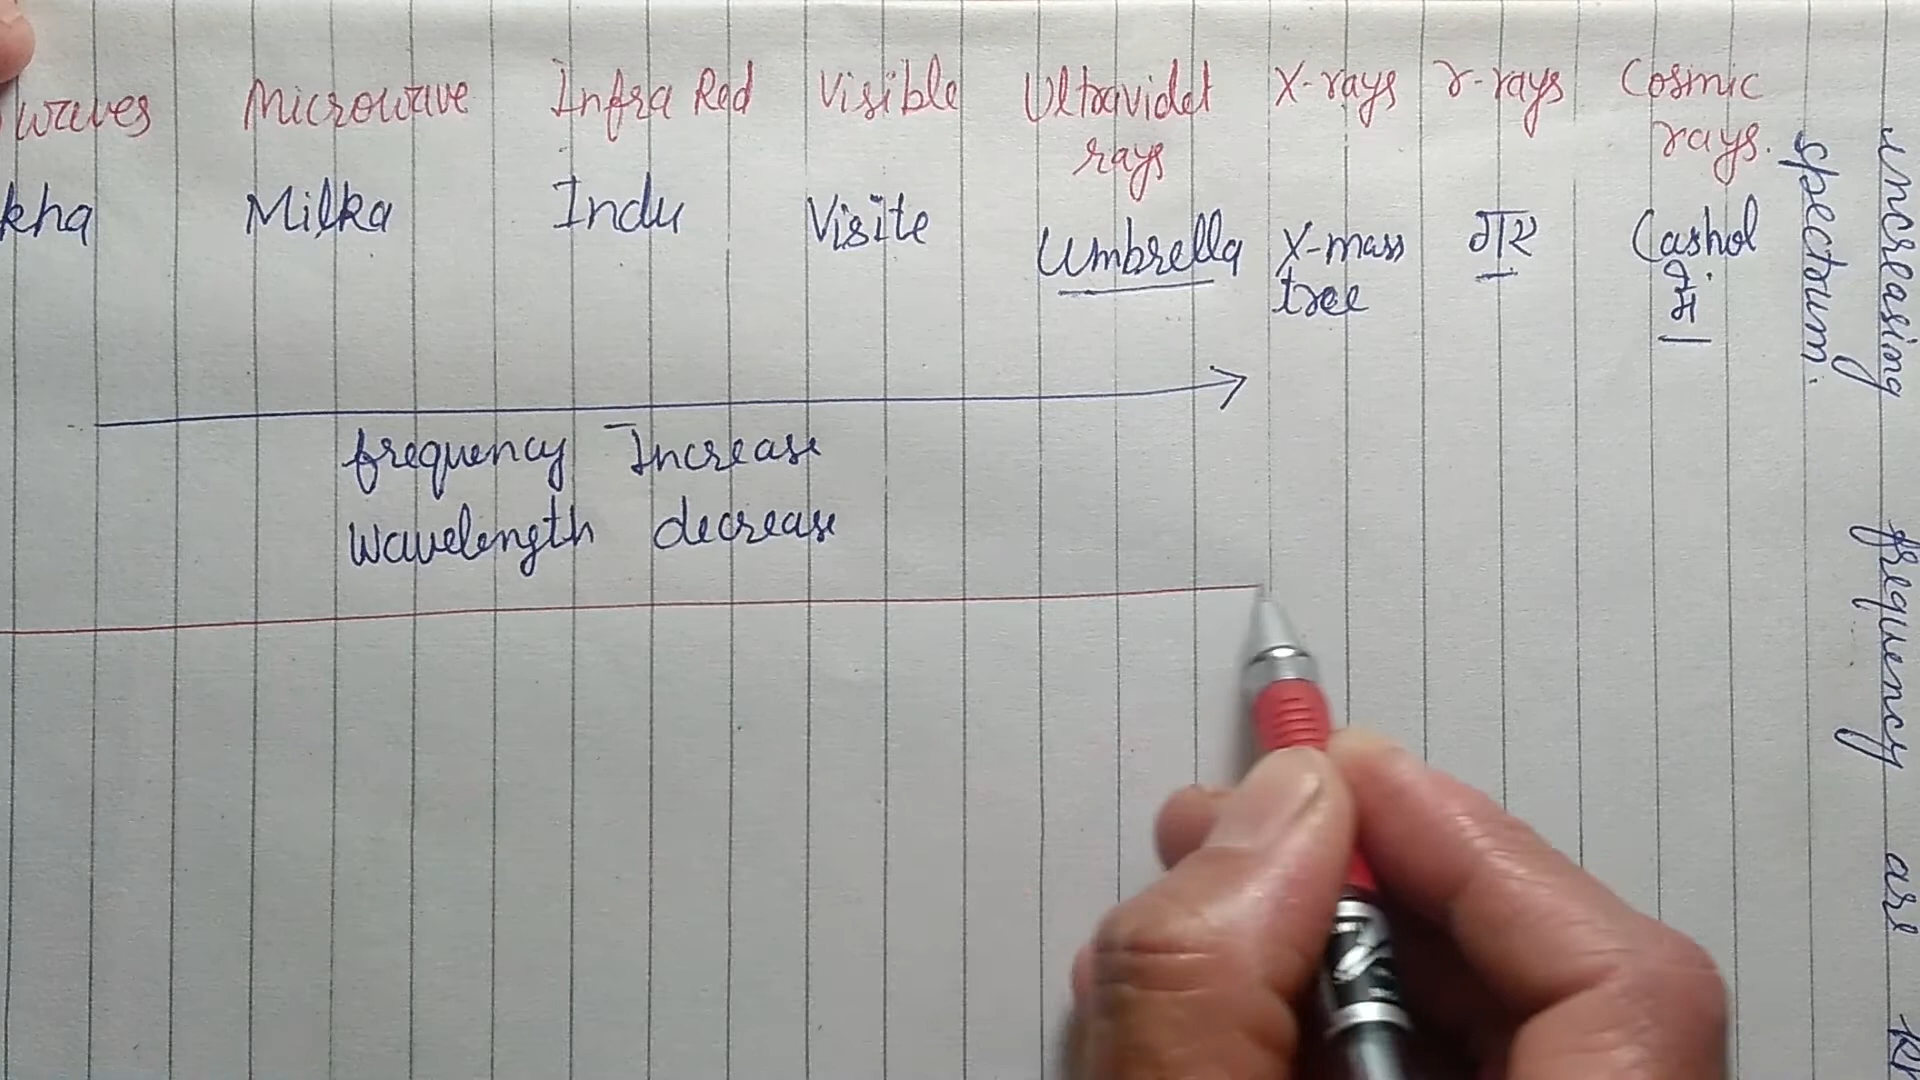 waves Microwave Infra Red Visible Ultraviolet rays X-rays r-rays Cosmic rays.
kha Milka Indu Visite Umbrella X-mass tree गार Cashol में
frequency Increase
Wavelength decrease
increasing frequency are
spectrum.